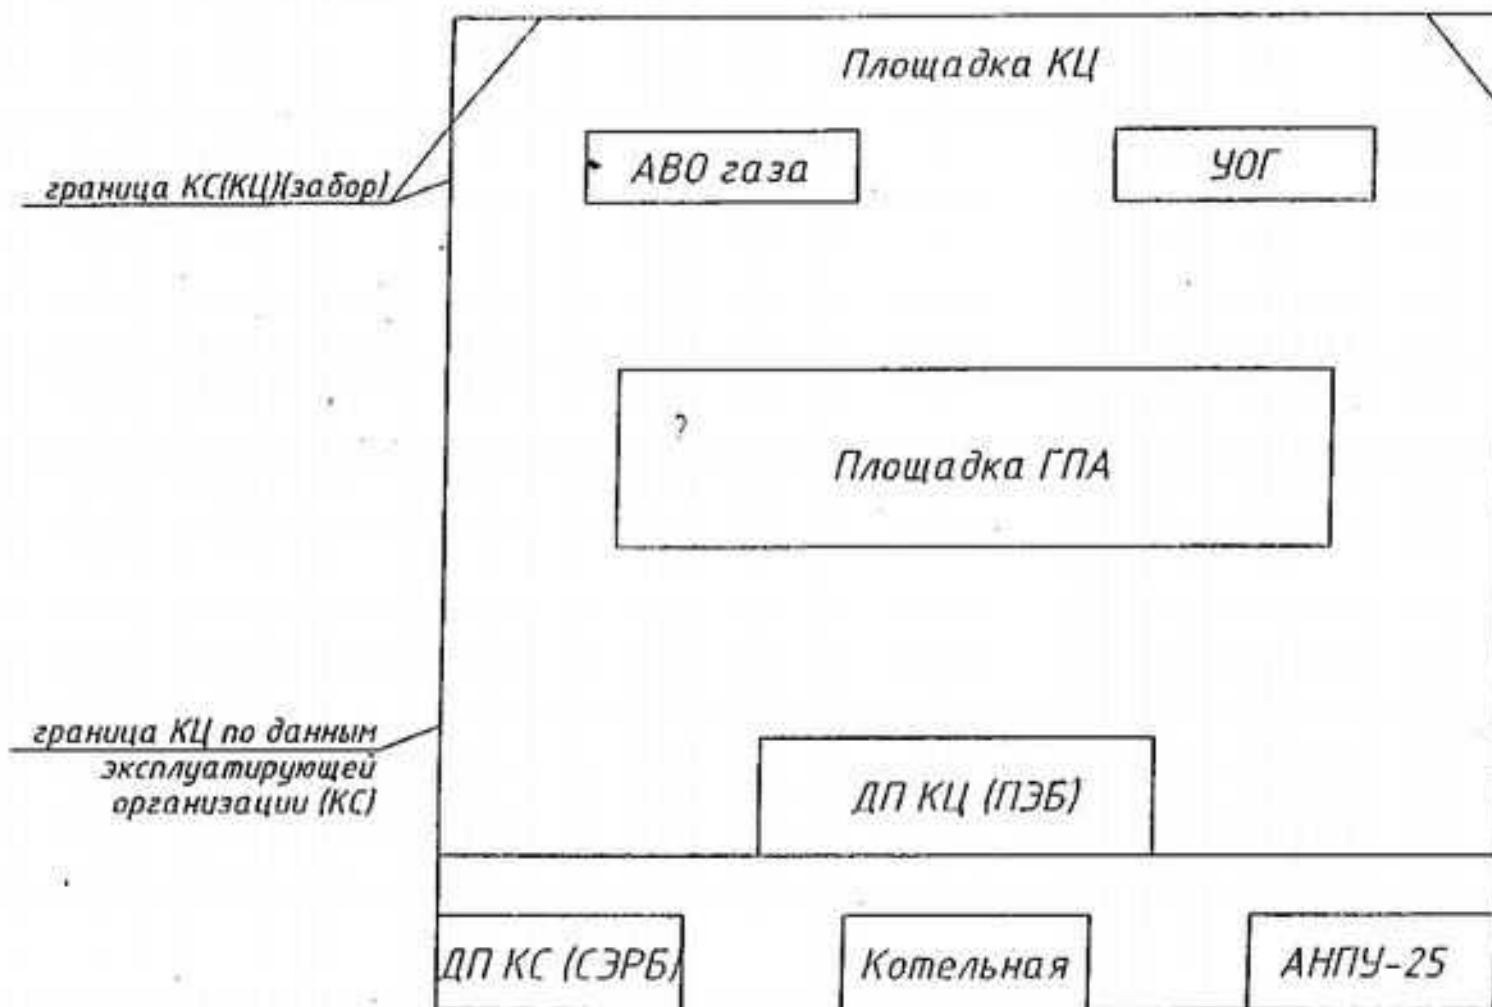 Площадка КЦ
АВО газа
УОГ
граница КС(КЦ)(забор)
?
Площадка ГПА
граница КЦ по данным
эксплуатирующей
организации (КС)
ДП КЦ (ПЭБ)
ДП КС (СЭРБ)
Котельная
АНПУ-25